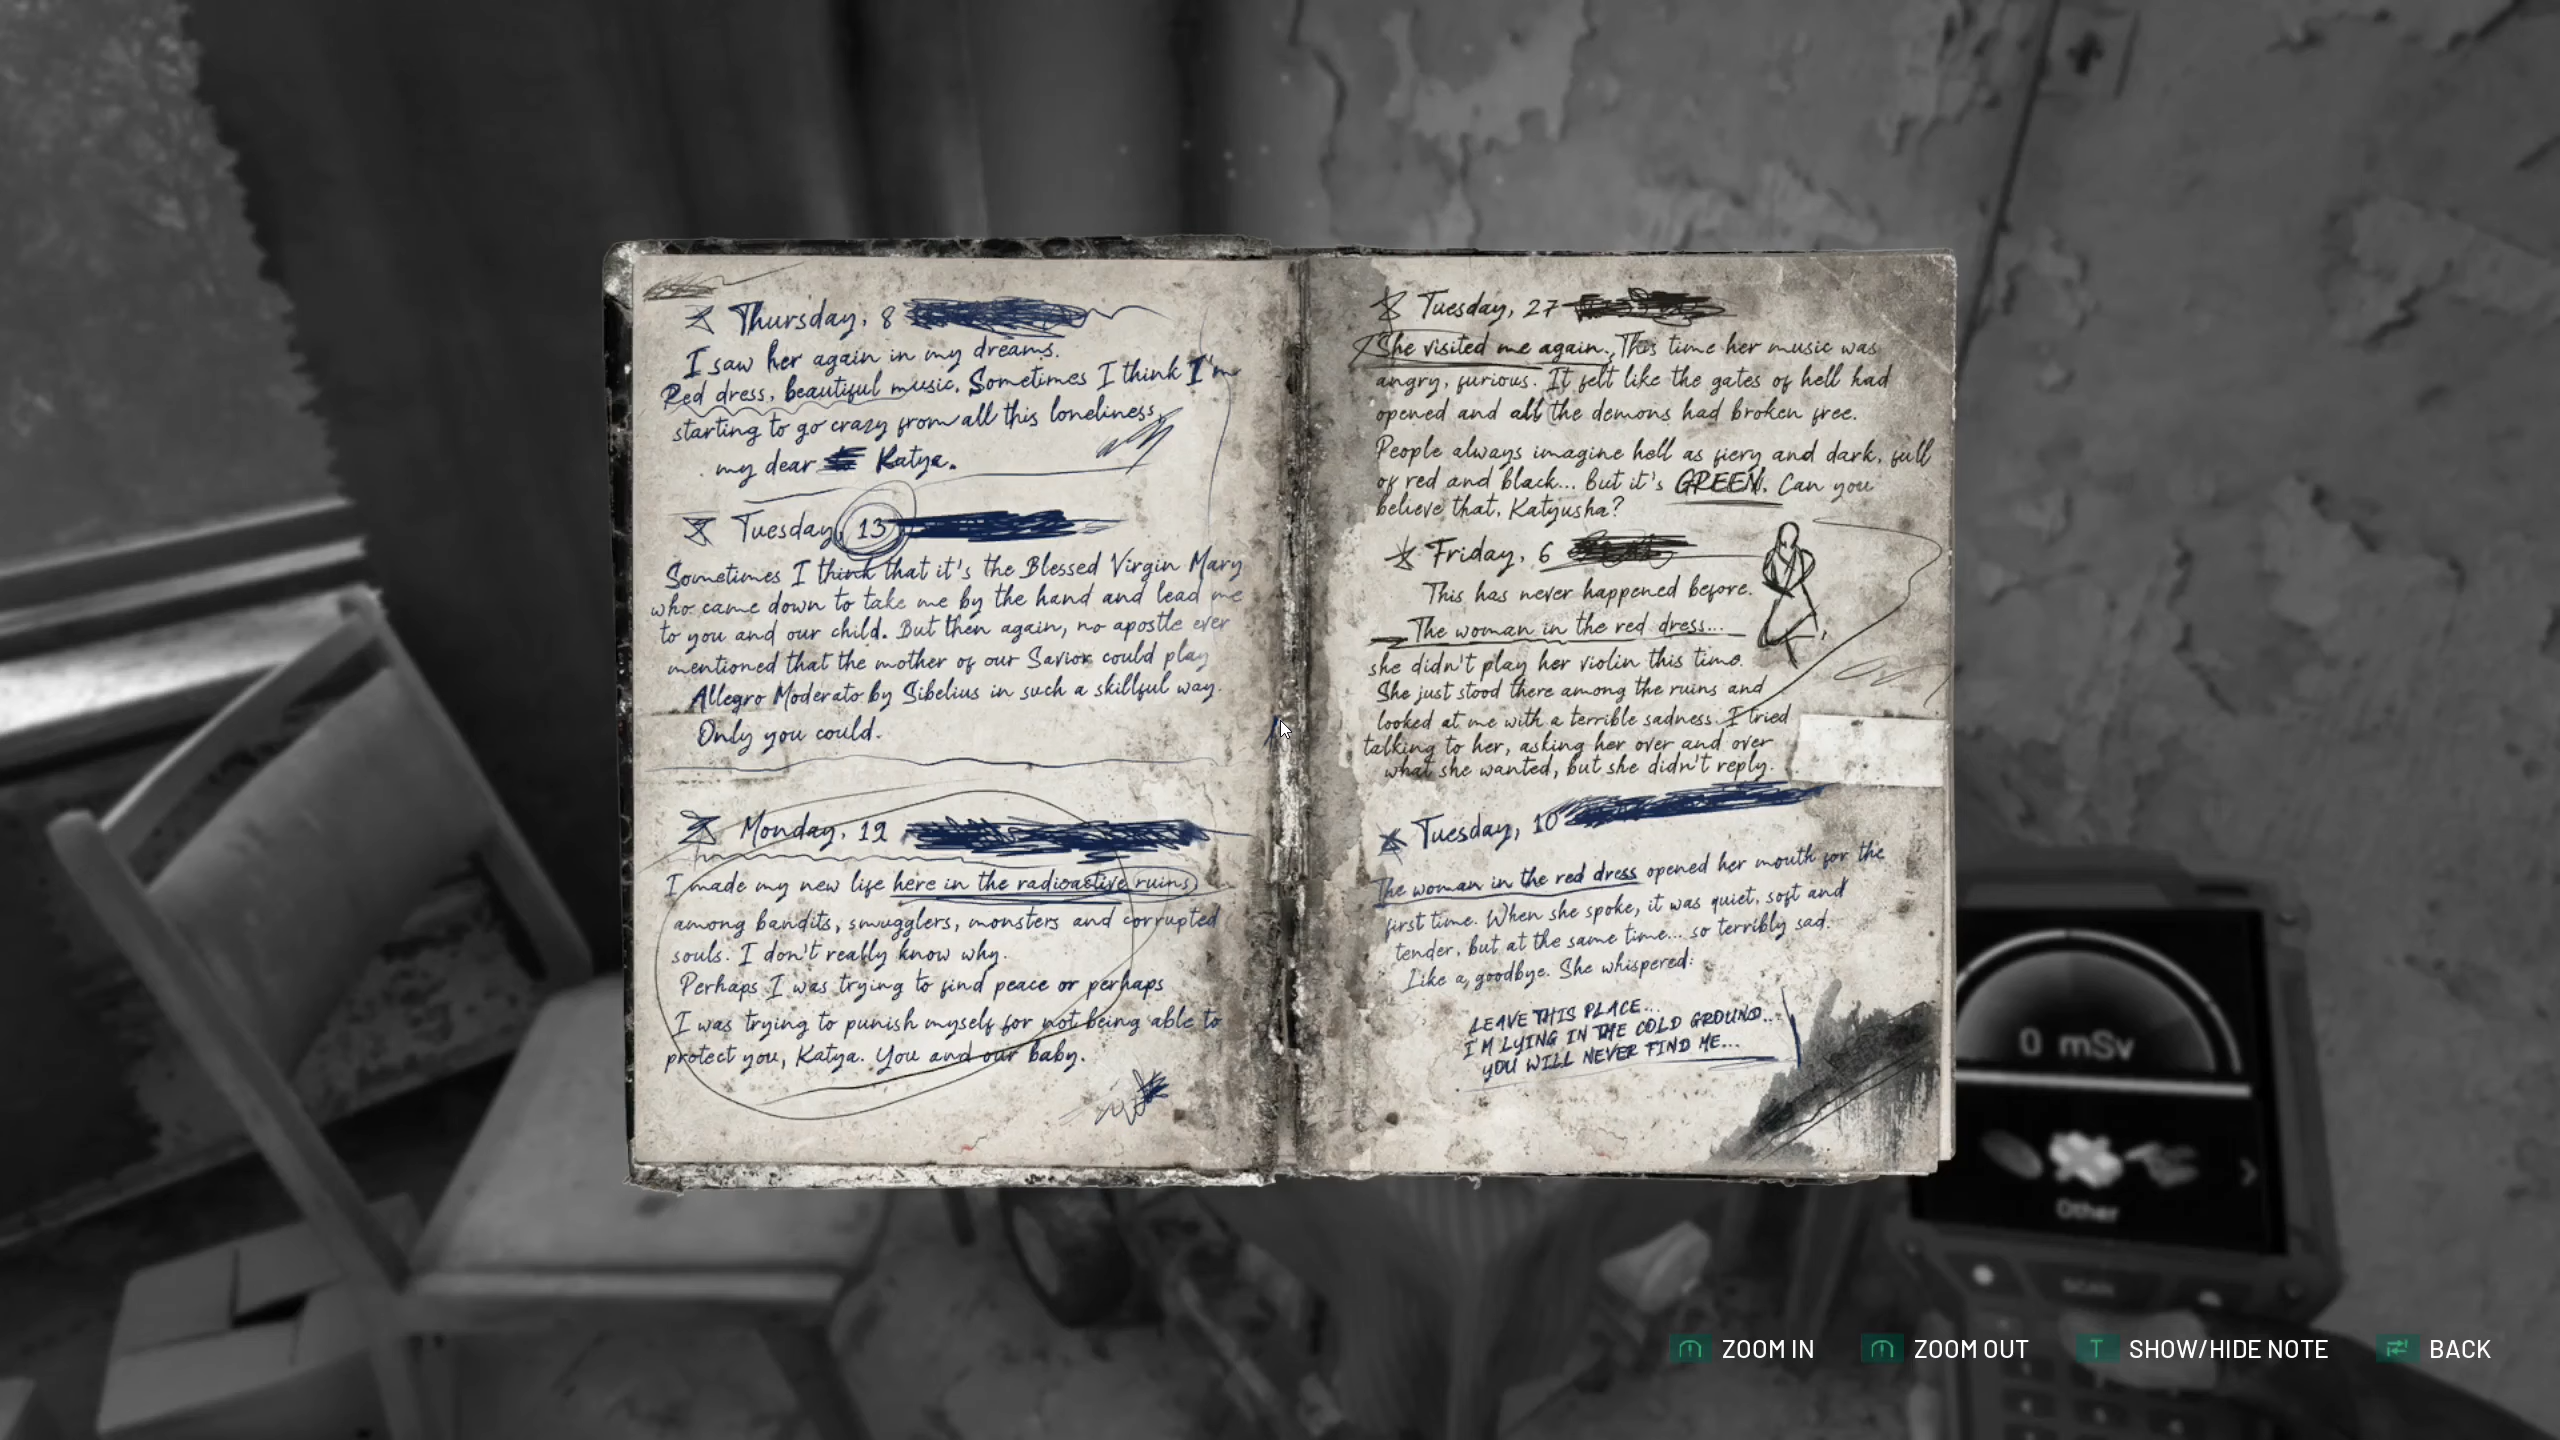 Thursday, 8
I saw her again in my dreams.
Red dress, beautiful music. Sometimes I think I'm
starting to go crazy from all this loneliness,
my dear Katya.
Tuesday, 13
Sometimes I think that it's the Blessed Virgin Mary
who came down to take me by the hand and lead me
to you and our child. But then again, no apostle ever
mentioned that the mother of our Savior could play
Allegro Moderato by Sibelius in such a skillful way.
Only you could.
Monday, 12
I made my new life here in the radioactive ruins,
among bandits, smugglers, monsters and corrupted
souls. I don't really know why.
Perhaps I was trying to find peace or perhaps
I was trying to punish myself for not being able to
protect you, Katya. You and our baby.
Tuesday, 27
She visited me again. This time her music was
angry, furious. It felt like the gates of hell had
opened and all the demons had broken free.
People always imagine hell as fiery and dark, full
of red and black... But it's GREEN. Can you
believe that, Katyusha?
Friday, 6
This has never happened before.
The woman in the red dress...
she didn't play her violin this time.
She just stood there among the ruins and
looked at me with a terrible sadness. I tried
talking to her, asking her over and over
what she wanted, but she didn't reply.
Tuesday, 10
The woman in the red dress opened her mouth for the
first time. When she spoke, it was quiet, soft and
tender, but at the same time... so terribly sad.
Like a goodbye. She whispered:
LEAVE THIS PLACE...
I'M LYING IN THE COLD GROUND...
YOU WILL NEVER FIND ME...
0 mSv
Other
SCAN
ZOOM IN
ZOOM OUT
T SHOW/HIDE NOTE
BACK